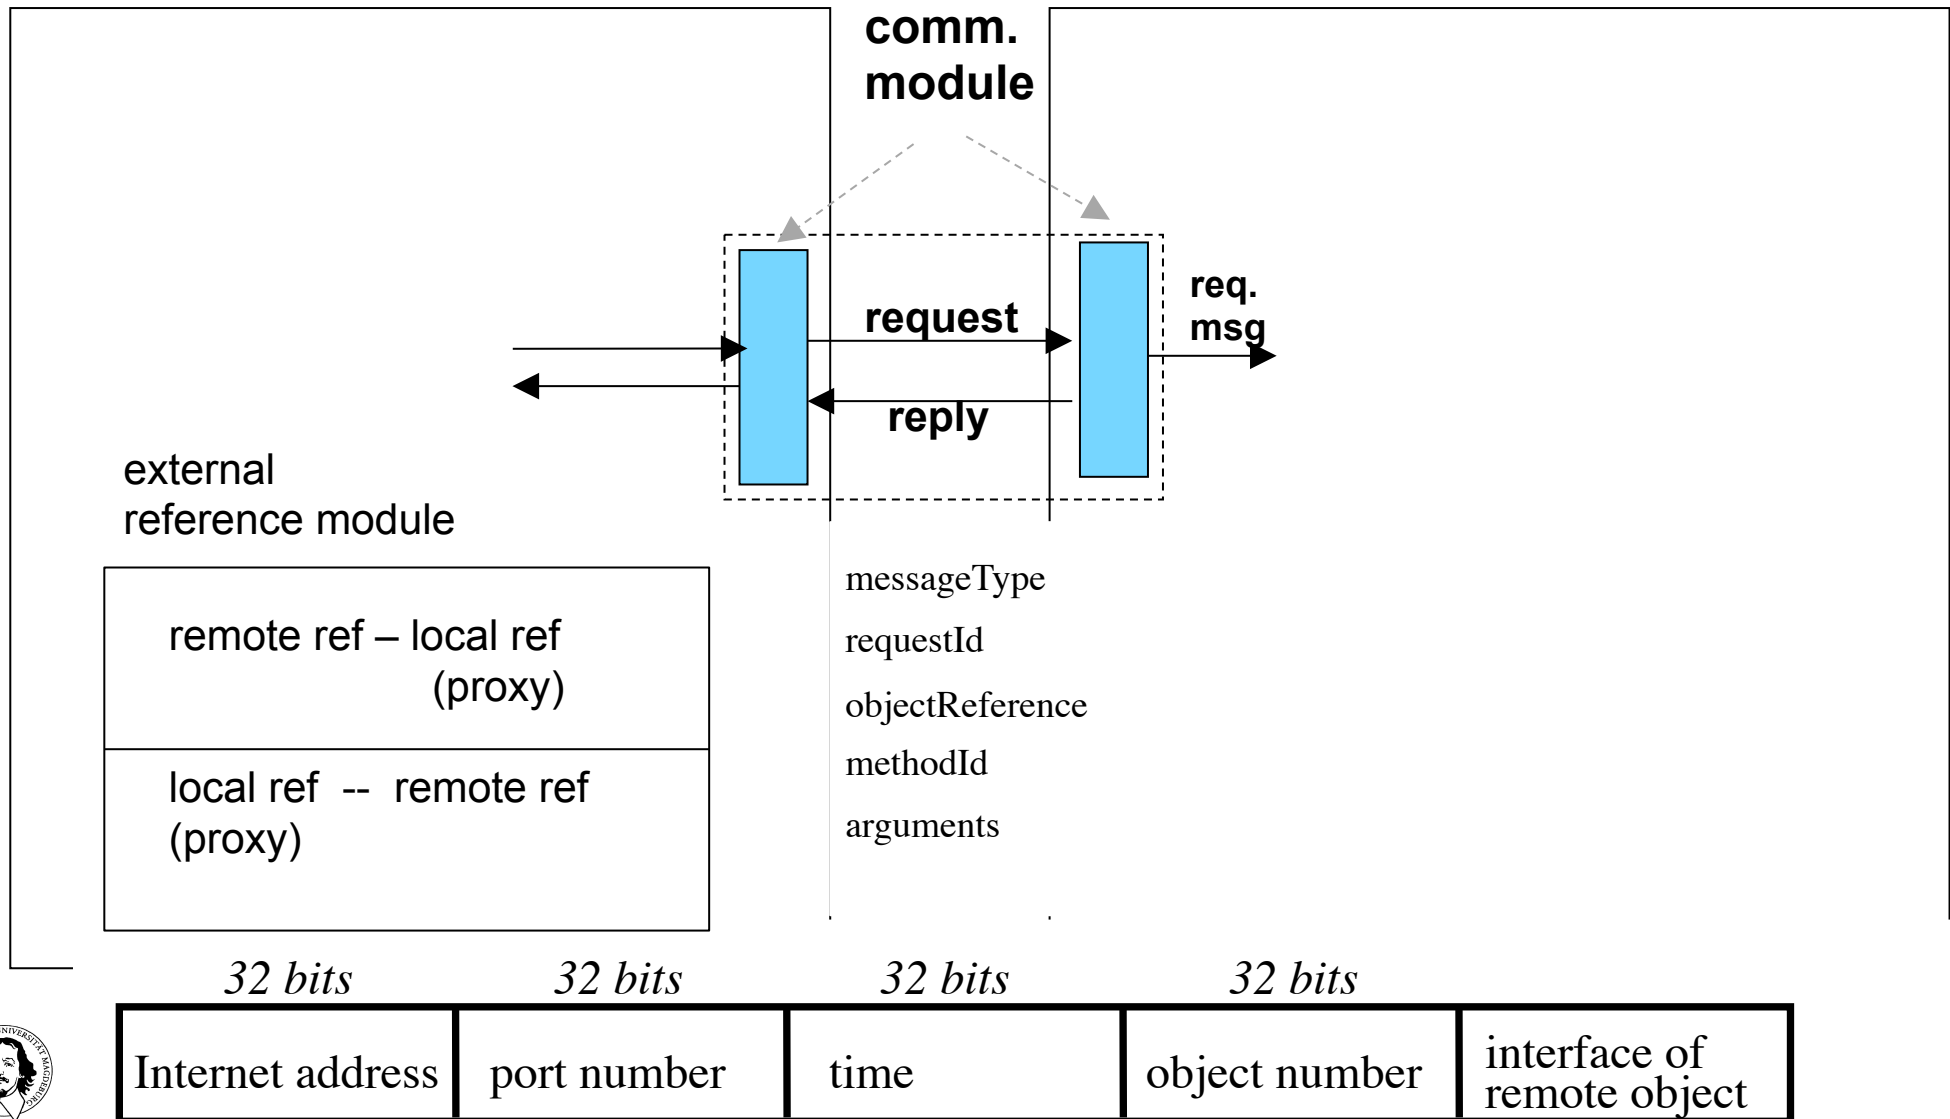 comm.
module
req.
msg
request
reply
external
reference module
remote ref – local ref
(proxy)
local ref -- remote ref
(proxy)
messageType
requestId
objectReference
methodId
arguments
32 bits 32 bits 32 bits 32 bits
Internet address port number time object number interface of
remote object